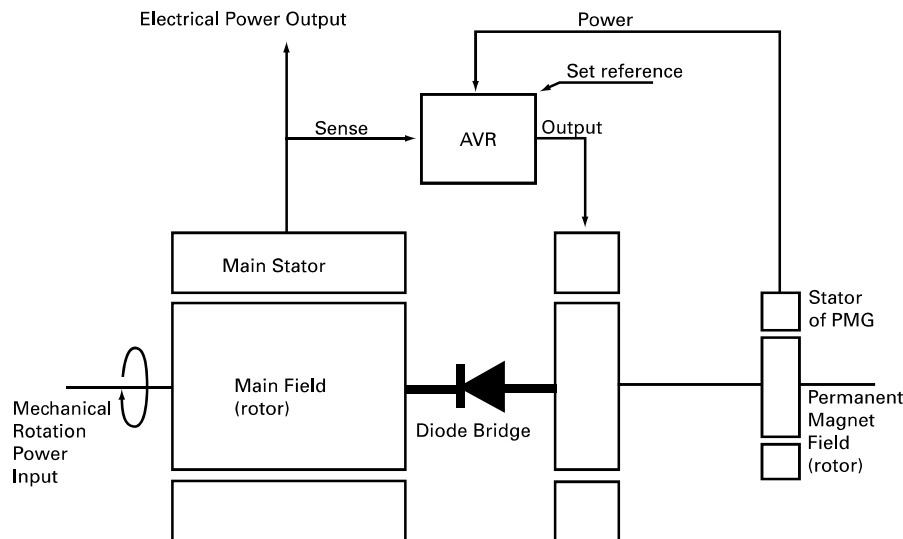 Electrical Power Output
Power
Set reference
Sense
AVR
Output
Main Stator
Stator
of PMG
Main Field
(rotor)
Diode Bridge
Mechanical
Rotation
Power
Input
Permanent
Magnet
Field
(rotor)